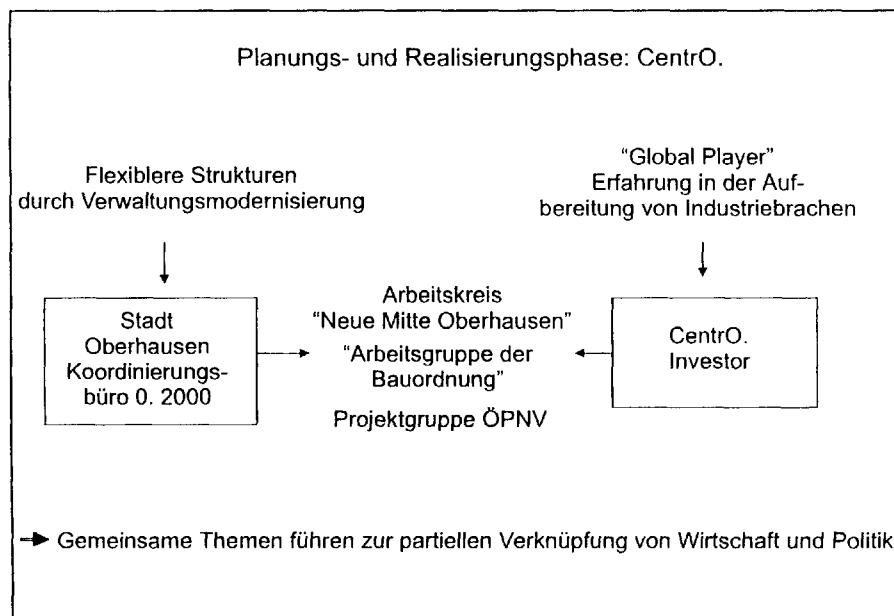 Planungs- und Realisierungsphase: CentrO.
Flexiblere Strukturen
durch Verwaltungsmodernisierung
“Global Player”
Erfahrung in der Auf-
bereitung von Industriebrachen
Stadt
Oberhausen
Koordinierungs-
büro 0. 2000
Arbeitskreis
“Neue Mitte Oberhausen”
“Arbeitsgruppe der
Bauordnung”
Projektgruppe ÖPNV
CentrO.
Investor
Gemeinsame Themen führen zur partiellen Verknüpfung von Wirtschaft und Politik